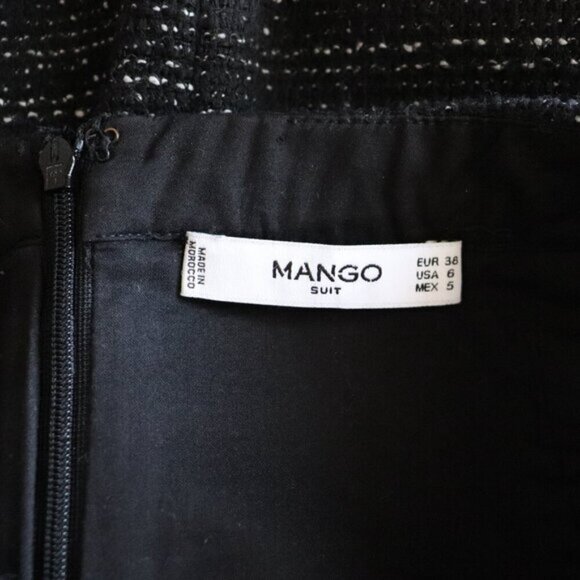 MADE IN
MOROCCO
MANGO
SUIT
EUR 38
USA 6
MEX 5